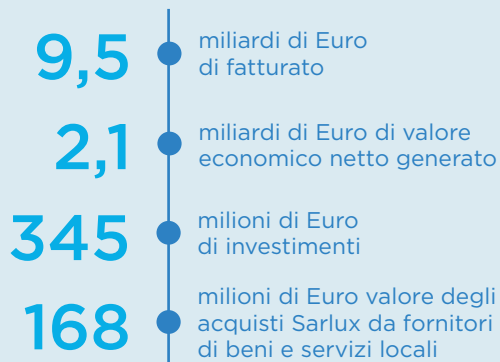 9,5
miliardi di Euro
di fatturato
2,1
miliardi di Euro di valore
economico netto generato
345
milioni di Euro
di investimenti
168
milioni di Euro valore degli
acquisti Sarlux da fornitori
di beni e servizi locali